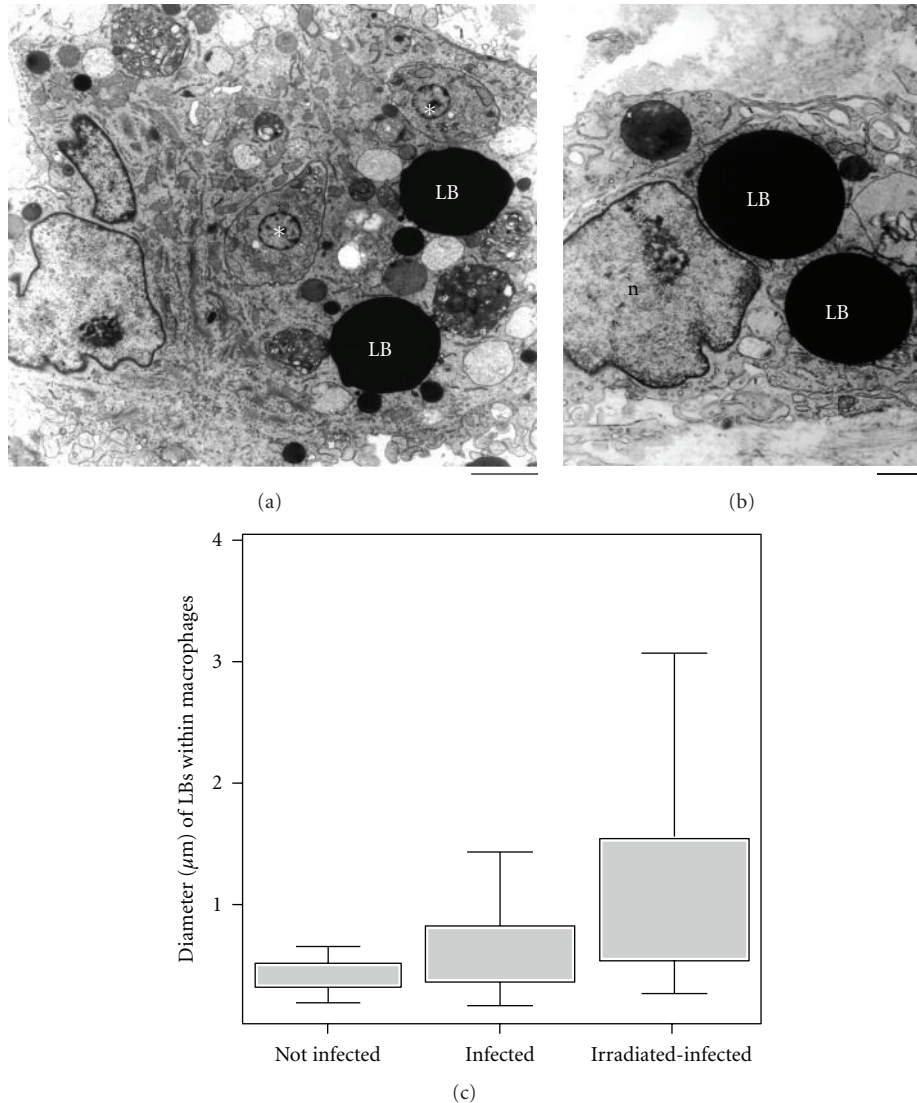 *
LB
*
LB
(a)
LB
n
LB
(b)
4
3
2
1
Diameter (μm) of LBs within macrophages
Not infected
Infected
Irradiated-infected
(c)